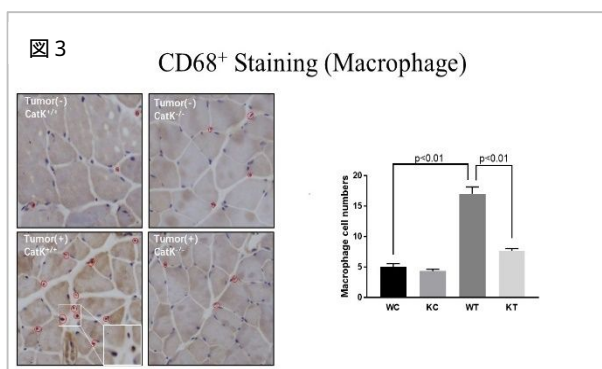 図3
CD68⁺ Staining (Macrophage)
Tumor(-)
CatK⁺/⁺
Tumor(-)
CatK⁻/⁻
Tumor(+)
CatK⁺/⁺
Tumor(+)
CatK⁻/⁻
p<0.01
p<0.01
Macrophage cell numbers
20
15
10
5
0
WC
KC
WT
KT